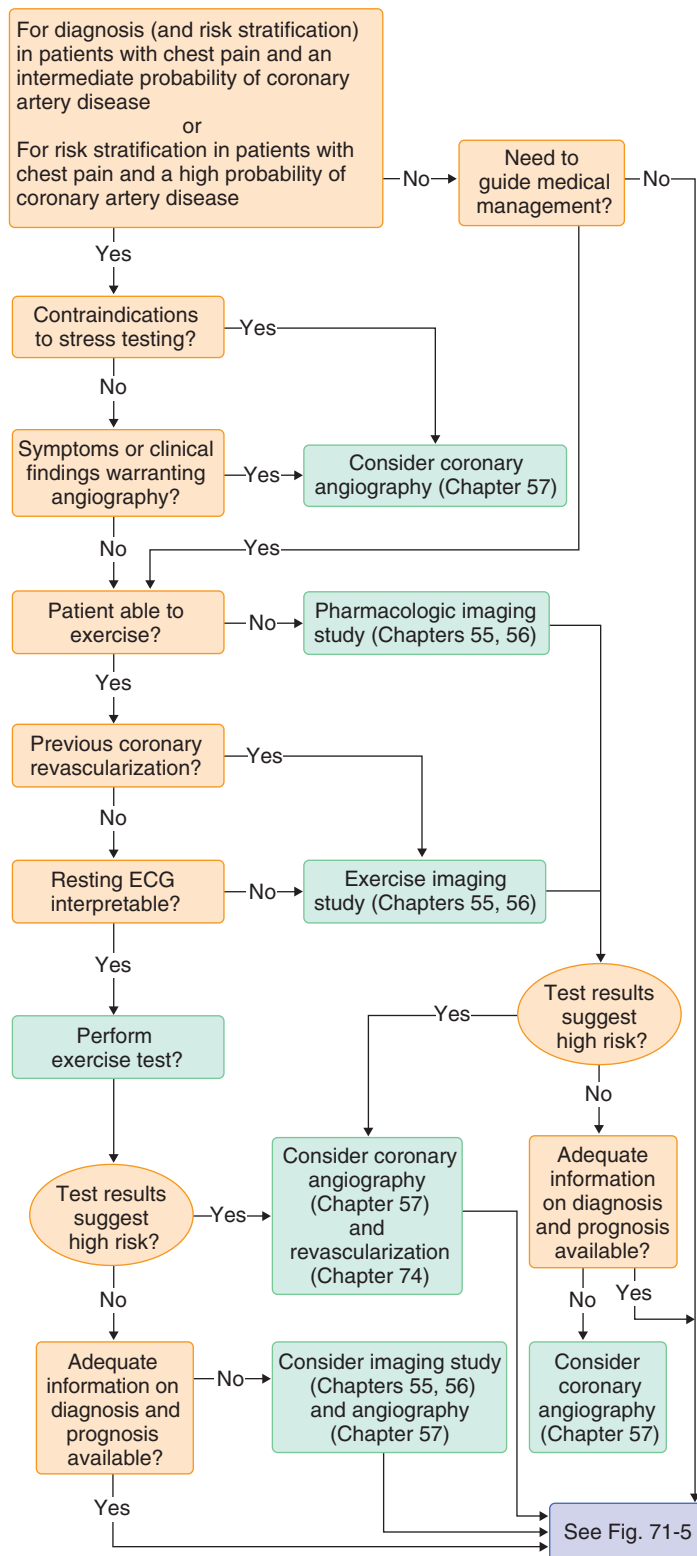 For diagnosis (and risk stratification)
in patients with chest pain and an
intermediate probability of coronary
artery disease
or
For risk stratification in patients with
chest pain and a high probability of
coronary artery disease
No
Need to
guide medical
management?
No
Yes
Contraindications
to stress testing?
Yes
No
Symptoms or clinical
findings warranting
angiography?
Yes
Consider coronary
angiography (Chapter 57)
No
Yes
Patient able to
exercise?
No
Pharmacologic imaging
study (Chapters 55, 56)
Yes
Previous coronary
revascularization?
Yes
No
Resting ECG
interpretable?
No
Exercise imaging
study (Chapters 55, 56)
Yes
Perform
exercise test?
Yes
Test results
suggest
high risk?
No
Test results
suggest
high risk?
Yes
Consider coronary
angiography
(Chapter 57)
and
revascularization
(Chapter 74)
Adequate
information
on diagnosis
and prognosis
available?
No
Yes
No
Adequate
information on
diagnosis and
prognosis
available?
No
Consider imaging study
(Chapters 55, 56)
and angiography
(Chapter 57)
Consider
coronary
angiography
(Chapter 57)
Yes
See Fig. 71-5